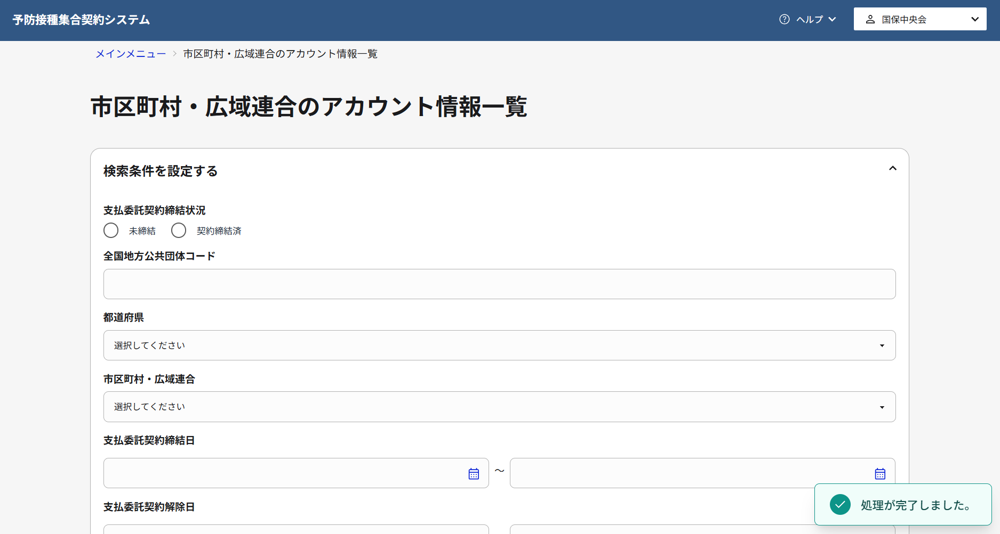 予防接種集合契約システム
ヘルプ
国保中央会
メインメニュー > 市区町村・広域連合のアカウント情報一覧
市区町村・広域連合のアカウント情報一覧
検索条件を設定する
支払委託契約締結状況
未締結 契約締結済
全国地方公共団体コード
都道府県
選択してください
市区町村・広域連合
選択してください
支払委託契約締結日
～
支払委託契約解除日
処理が完了しました。